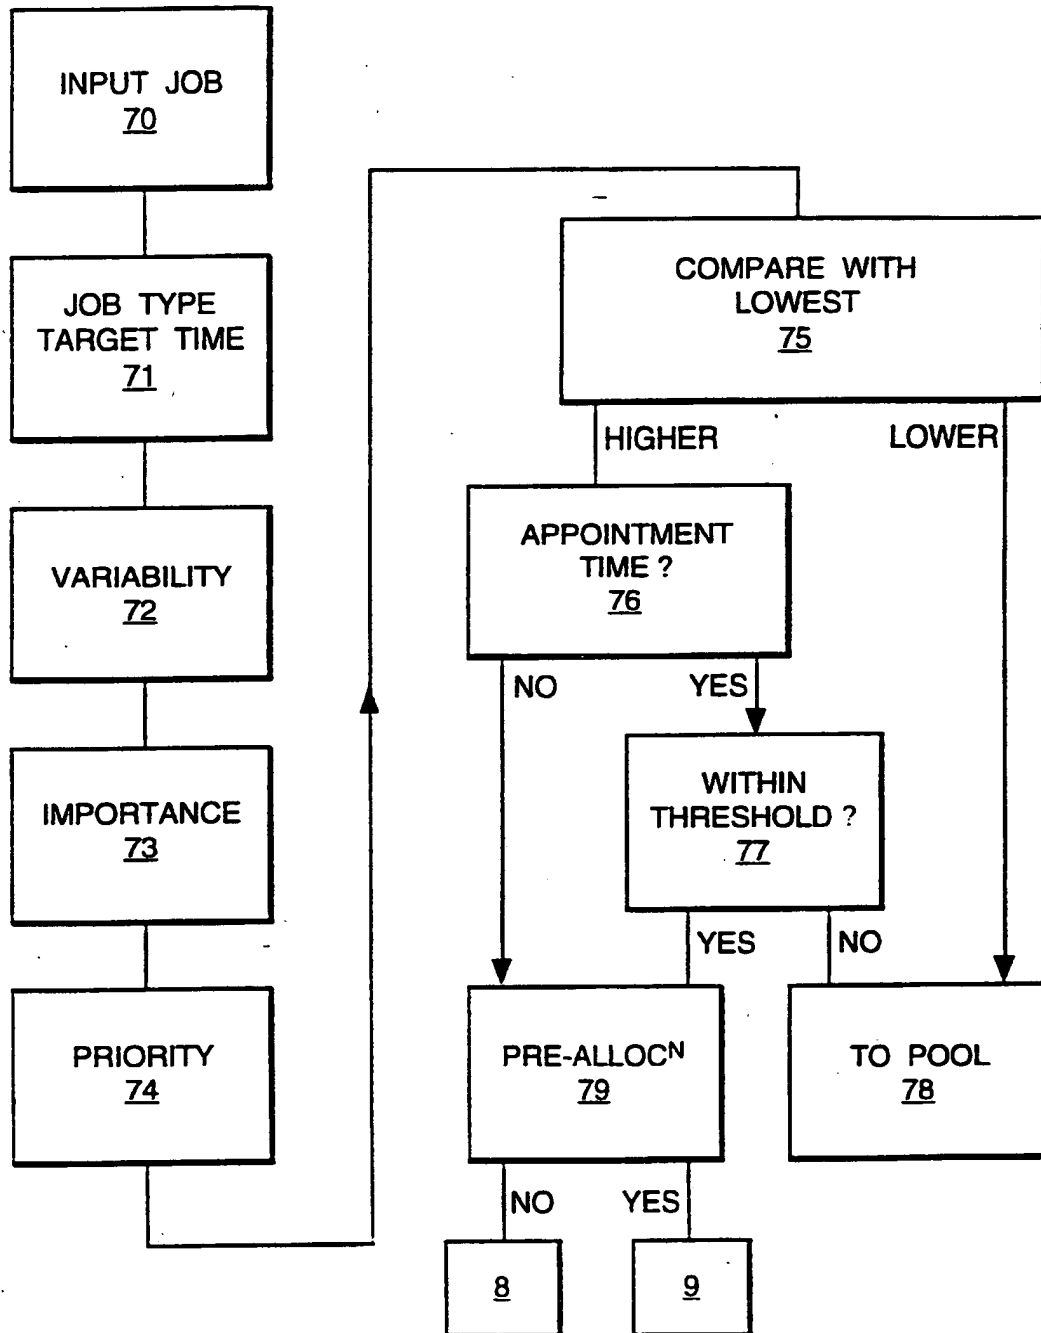 INPUT JOB
70
JOB TYPE
TARGET TIME
71
VARIABILITY
72
IMPORTANCE
73
PRIORITY
74
COMPARE WITH
LOWEST
75
HIGHER
LOWER
APPOINTMENT
TIME ?
76
NO
YES
WITHIN
THRESHOLD ?
77
YES
NO
PRE-ALLOCᴺ
79
TO POOL
78
NO
YES
8
9